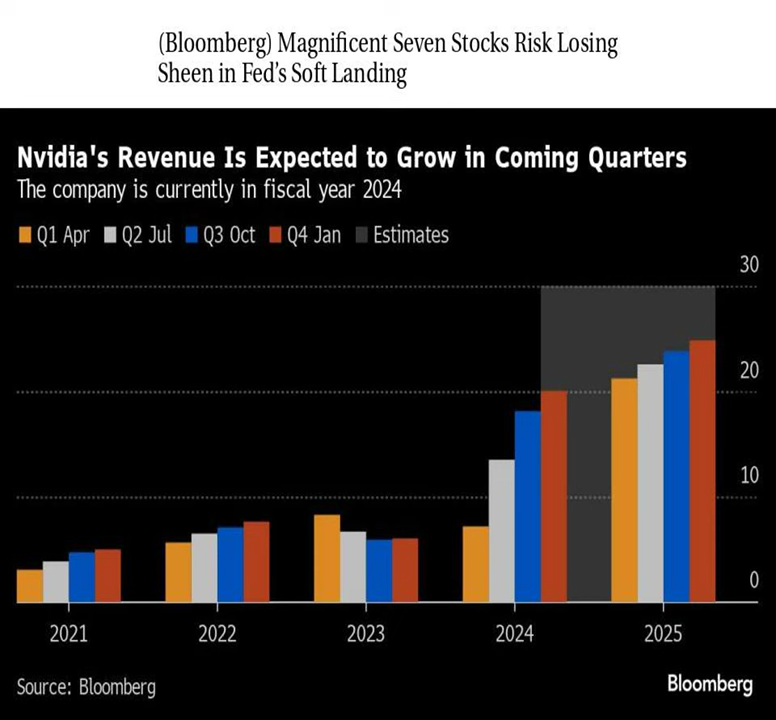 (Bloomberg) Magnificent Seven Stocks Risk Losing
Sheen in Fed's Soft Landing
Nvidia's Revenue Is Expected to Grow in Coming Quarters
The company is currently in fiscal year 2024
Q1 Apr Q2 Jul Q3 Oct Q4 Jan Estimates
30
20
10
0
2021 2022 2023 2024 2025
Source: Bloomberg Bloomberg